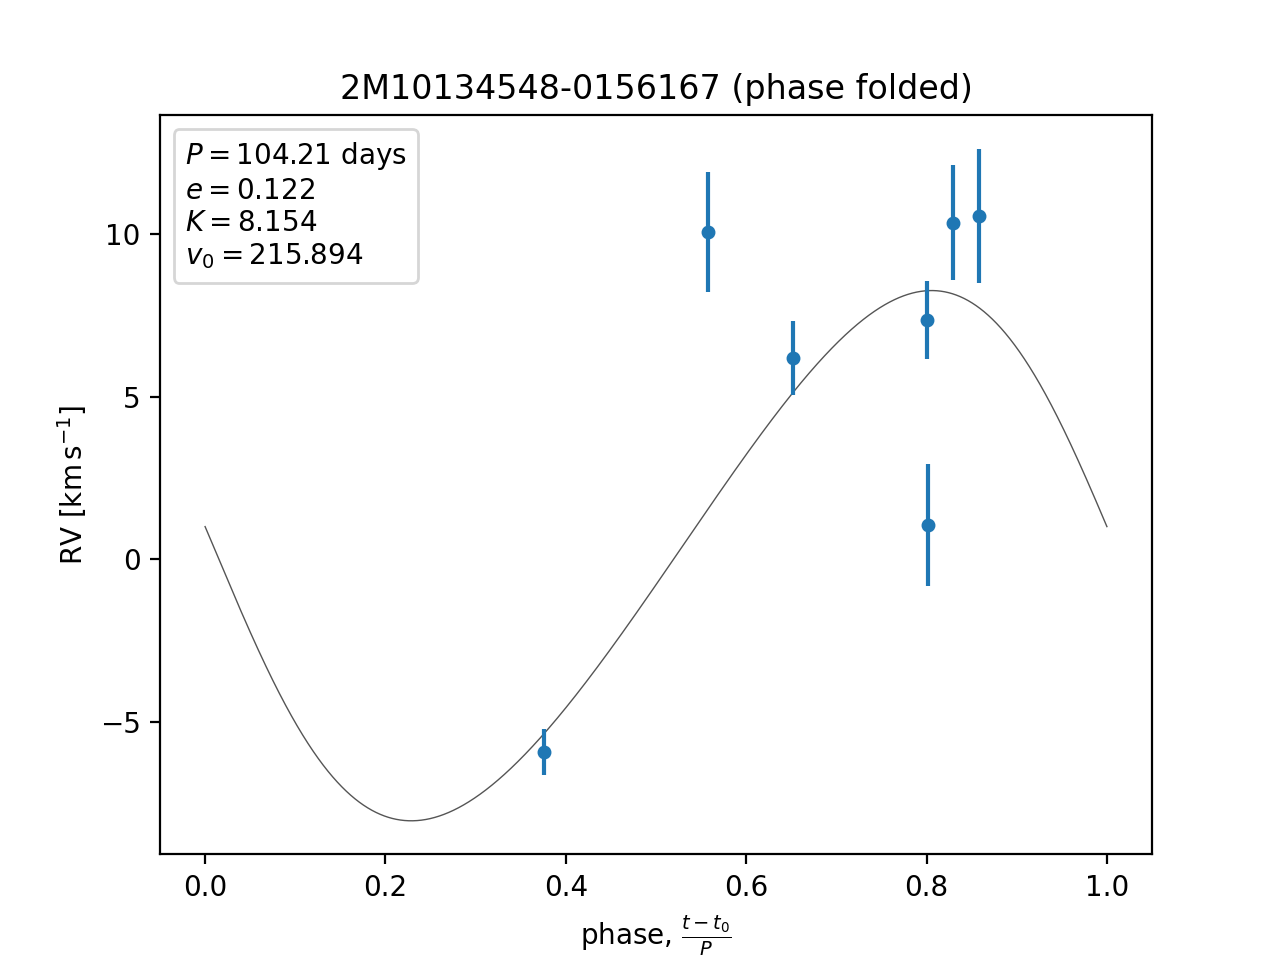 2M10134548-0156167 (phase folded)
P = 104.21 days
e = 0.122
K = 8.154
v₀ = 215.894
10
5
0
−5
RV [km s⁻¹]
0.0 0.2 0.4 0.6 0.8 1.0
phase, (t − t₀)/P